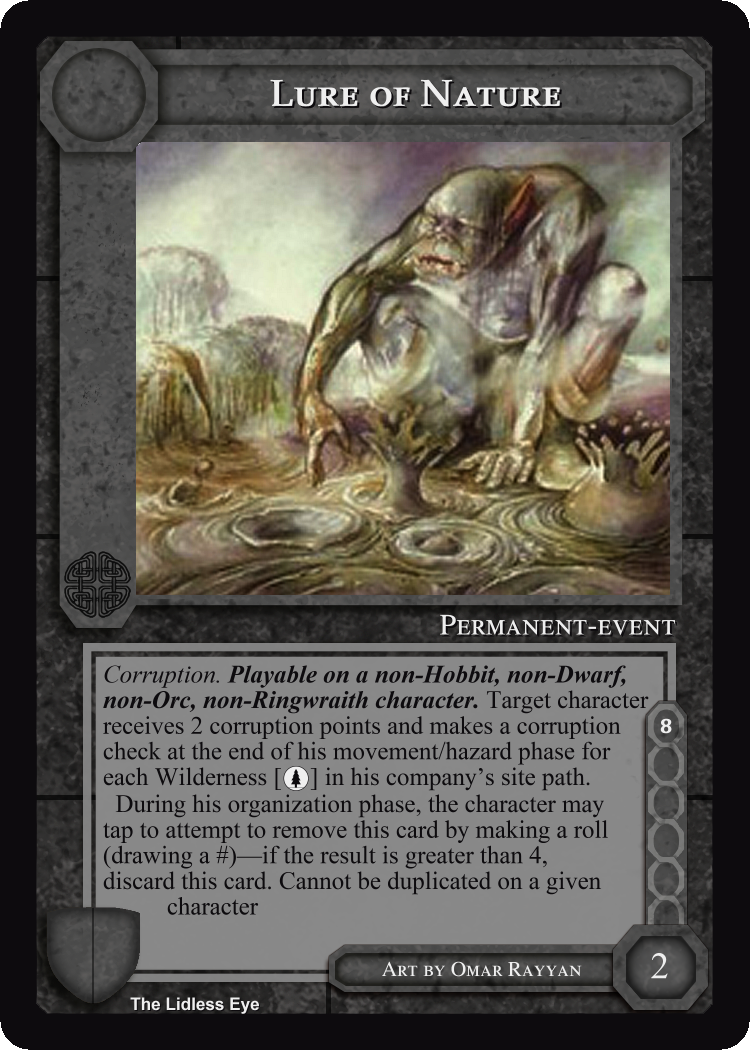 Lure of Nature
Permanent-event
Corruption. Playable on a non-Hobbit, non-Dwarf,
non-Orc, non-Ringwraith character. Target character
receives 2 corruption points and makes a corruption
check at the end of his movement/hazard phase for
each Wilderness [ ] in his company's site path.
During his organization phase, the character may
tap to attempt to remove this card by making a roll
(drawing a #)—if the result is greater than 4,
discard this card. Cannot be duplicated on a given
character
8
Art by Omar Rayyan
2
The Lidless Eye